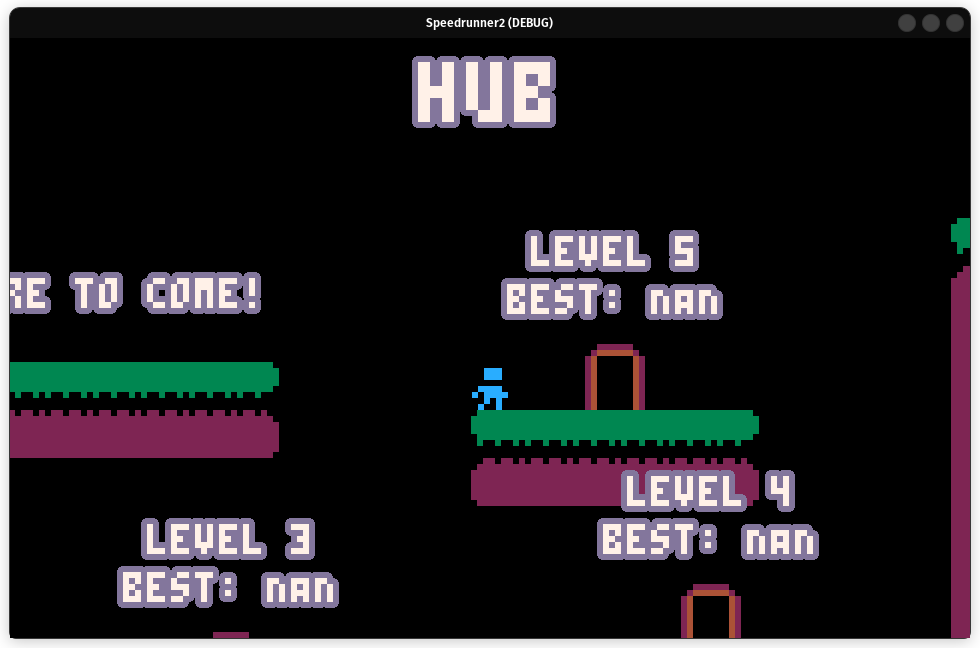 Speedrunner2 (DEBUG)
HUB
LEVEL 5
BEST: nan
RE TO COME!
LEVEL 4
BEST: nan
LEVEL 3
BEST: nan